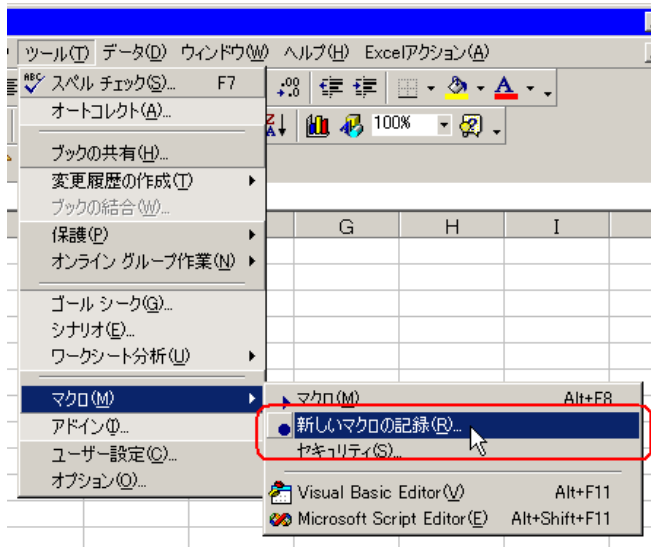 ツール(T) データ(D) ウィンドウ(W) ヘルプ(H) Excelアクション(A)
ABC スペル チェック(S)... F7
オートコレクト(A)...
100%
ブックの共有(H)...
変更履歴の作成(T)
ブックの結合(W)...
保護(P)
G H I
オンライン グループ作業(N)
ゴール シーク(G)...
シナリオ(E)...
ワークシート分析(U)
マクロ(M)
マクロ(M) Alt+F8
アドイン(I)...
新しいマクロの記録(R)...
ユーザー設定(C)...
セキュリティ(S)...
オプション(O)...
Visual Basic Editor(V) Alt+F11
Microsoft Script Editor(E) Alt+Shift+F11